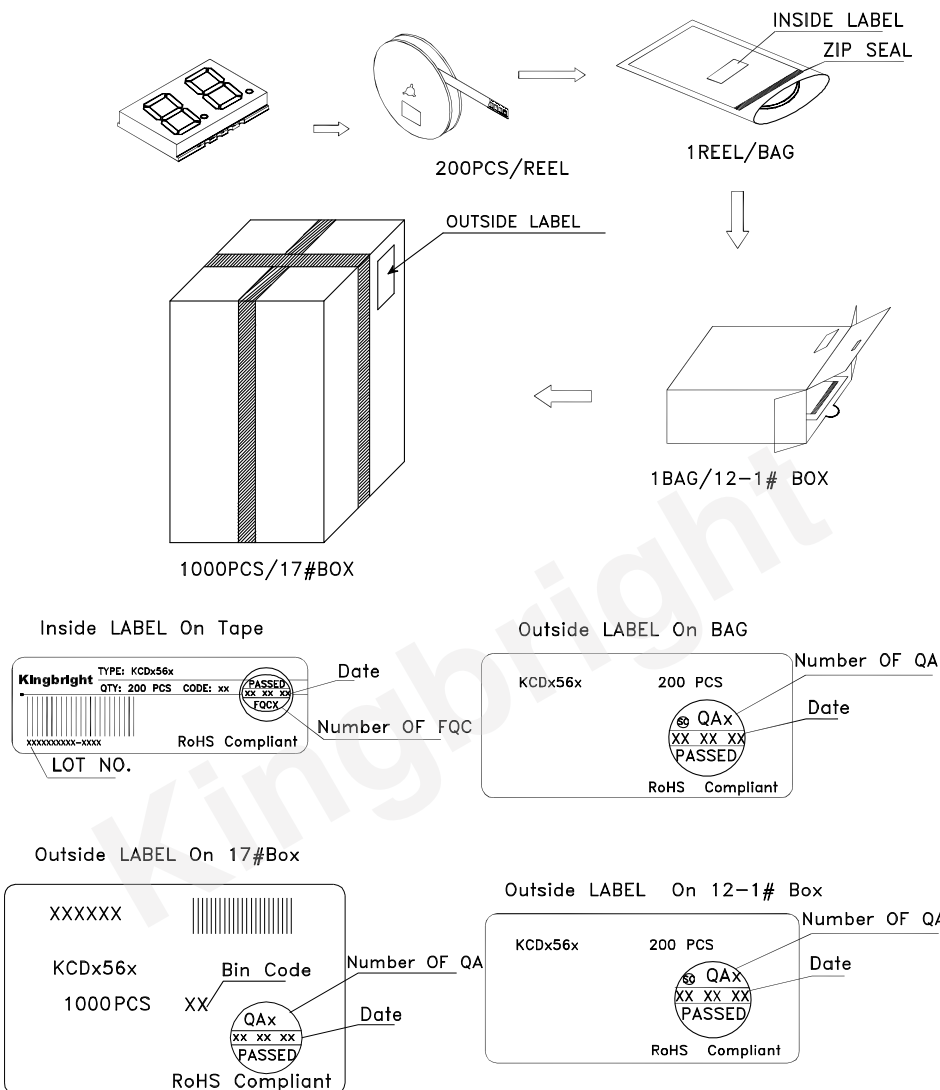 INSIDE LABEL
ZIP SEAL
200PCS/REEL
1REEL/BAG
OUTSIDE LABEL
1BAG/12-1# BOX
1000PCS/17#BOX
Inside LABEL On Tape
Kingbright
TYPE: KCDx56x
QTY: 200 PCS CODE: xx
PASSED
xx xx xx
FQCX
Date
Number OF FQC
xxxxxxxxxx-xxxx
RoHS Compliant
LOT NO.
Outside LABEL On BAG
KCDx56x 200 PCS
SC QAx
XX XX XX
PASSED
RoHS Compliant
Number OF QA
Date
Outside LABEL On 17#Box
XXXXXX
KCDx56x
1000PCS XX
Bin Code
QAx
xx xx xx
PASSED
RoHS Compliant
Number OF QA
Date
Outside LABEL On 12-1# Box
KCDx56x 200 PCS
SC QAx
XX XX XX
PASSED
RoHS Compliant
Number OF QA
Date
Kingbright